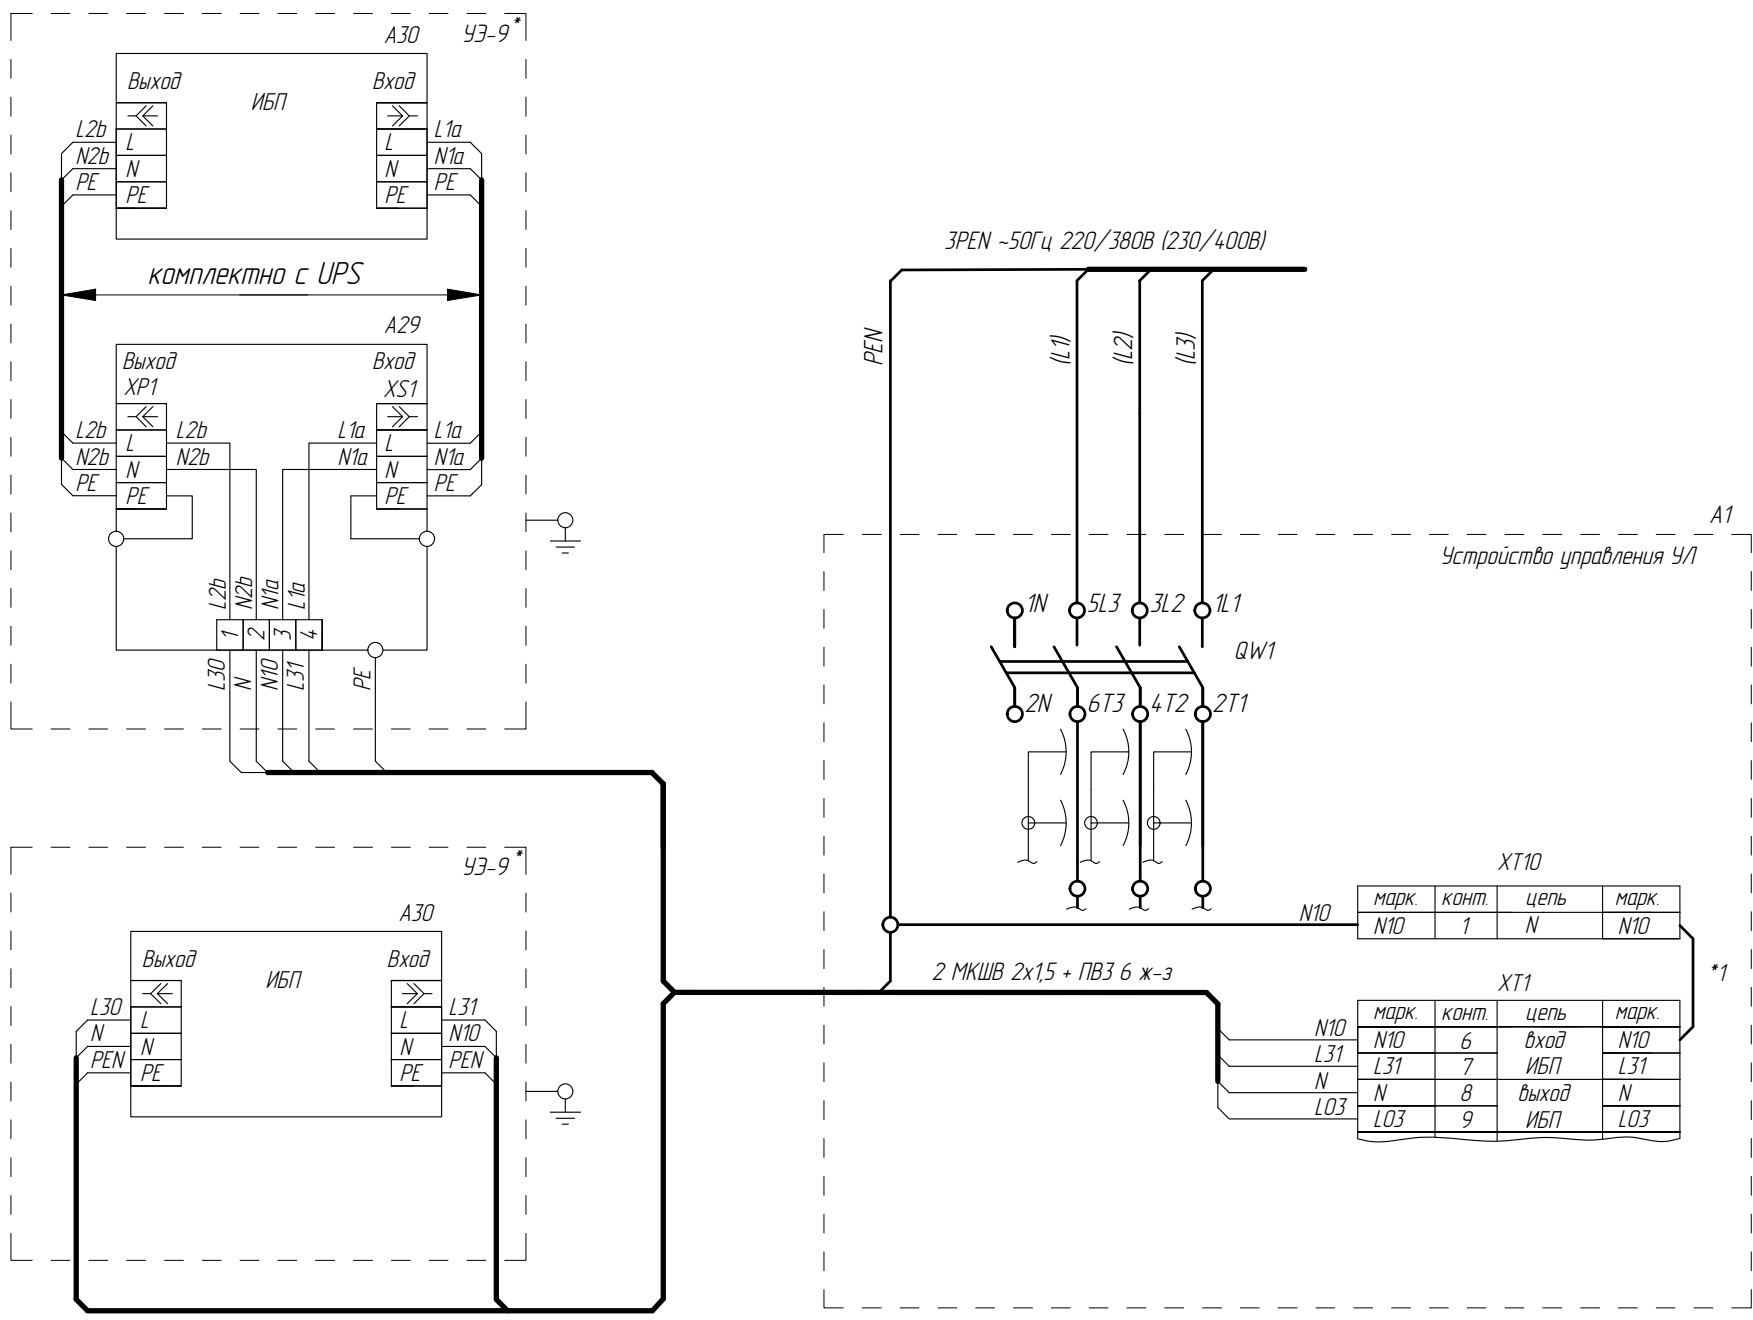 УЭ-9*
А30
Выход
ИБП
Вход
L2b
L
L
L1a
N2b
N
N
N1a
PE
PE
PE
PE
комплектно с UPS
А29
Выход
XP1
Вход
XS1
L2b
L
L2b
L1a
L
L1a
N2b
N
N2b
N1a
N
N1a
PE
PE
PE
PE
L2b
N2b
N1a
L1a
1
2
3
4
L30
N
N10
L31
PE
УЭ-9*
А30
Выход
ИБП
Вход
L30
L
L
L31
N
N
N
N10
PEN
PE
PE
PEN
3PEN ~50Гц 220/380В (230/400В)
PEN
(L1)
(L2)
(L3)
А1
Устройство управления УЛ
1N
5L3
3L2
1L1
QW1
2N
6T3
4T2
2T1
XT10
марк. конт. цепь марк.
N10
N10 1 N N10
2 МКШВ 2х1,5 + ПВ3 6 ж-з
*1
XT1
марк. конт. цепь марк.
N10
N10 6 вход N10
L31
L31 7 ИБП L31
N
N 8 выход N
L03
L03 9 ИБП L03